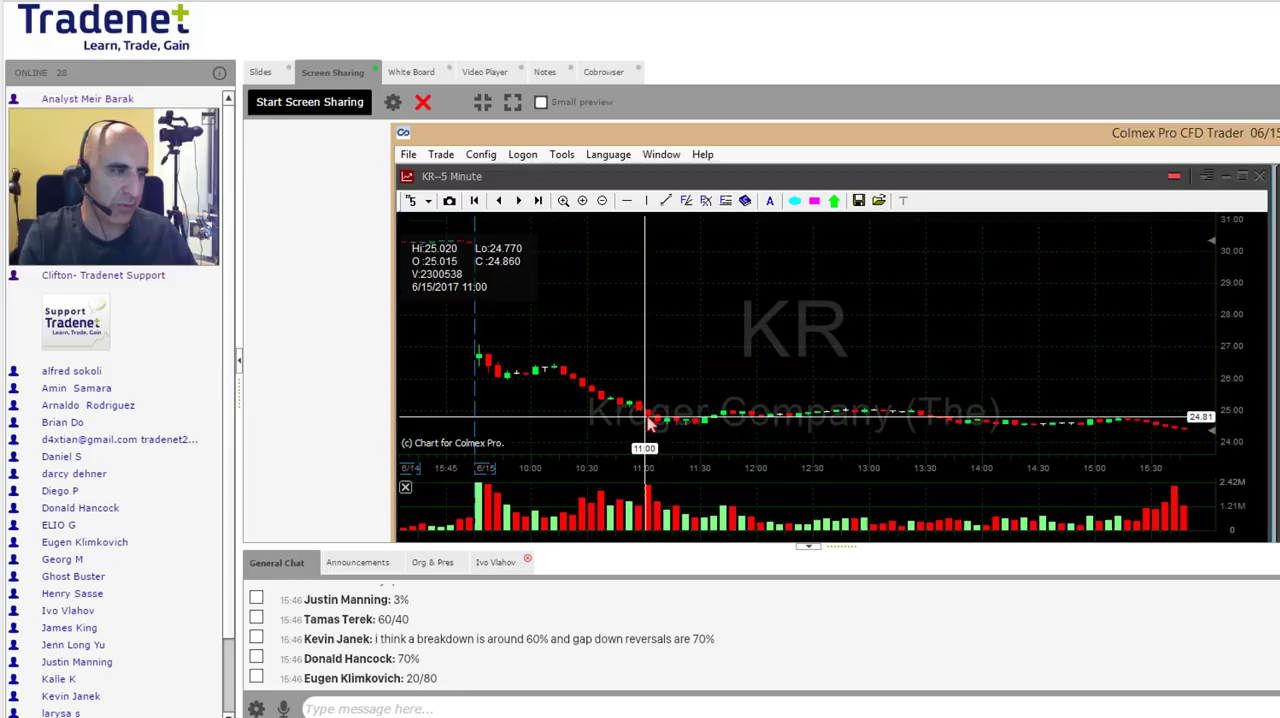 Tradenet
Learn, Trade, Gain
ONLINE 28
Analyst Meir Barak
Clifton- Tradenet Support
Support
Tradenet
Learn, Trade, Gain
alfred sokoli
Amin Samara
Arnaldo Rodriguez
Brian Do
d4xtian@gmail.com tradenet2...
Daniel S
darcy dehner
Diego P
Donald Hancock
ELIO G
Eugen Klimkovich
Georg M
Ghost Buster
Henry Sasse
Ivo Vlahov
James King
Jenn Long Yu
Justin Manning
Kalle K
Kevin Janek
larysa s
Slides
Screen Sharing
White Board
Video Player
Notes
Cobrowser
Start Screen Sharing
Small preview
Colmex Pro CFD Trader 06/15
File Trade Config Logon Tools Language Window Help
KR--5 Minute
5
A
T
Hi:25.020 Lo:24.770
O :25.015 C :24.860
V:2300538
6/15/2017 11:00
KR
Kroger Company (The)
31.00
30.00
29.00
28.00
27.00
26.00
25.00
24.81
24.00
(c) Chart for Colmex Pro.
11:00
6/14 15:45 6/15 10:00 10:30 11:00 11:30 12:00 12:30 13:00 13:30 14:00 14:30 15:00 15:30
2.42M
1.21M
0
General Chat
Announcements
Org & Pres
Ivo Vlahov
15:46 Justin Manning: 3%
15:46 Tamas Terek: 60/40
15:46 Kevin Janek: i think a breakdown is around 60% and gap down reversals are 70%
15:46 Donald Hancock: 70%
15:46 Eugen Klimkovich: 20/80
Type message here...